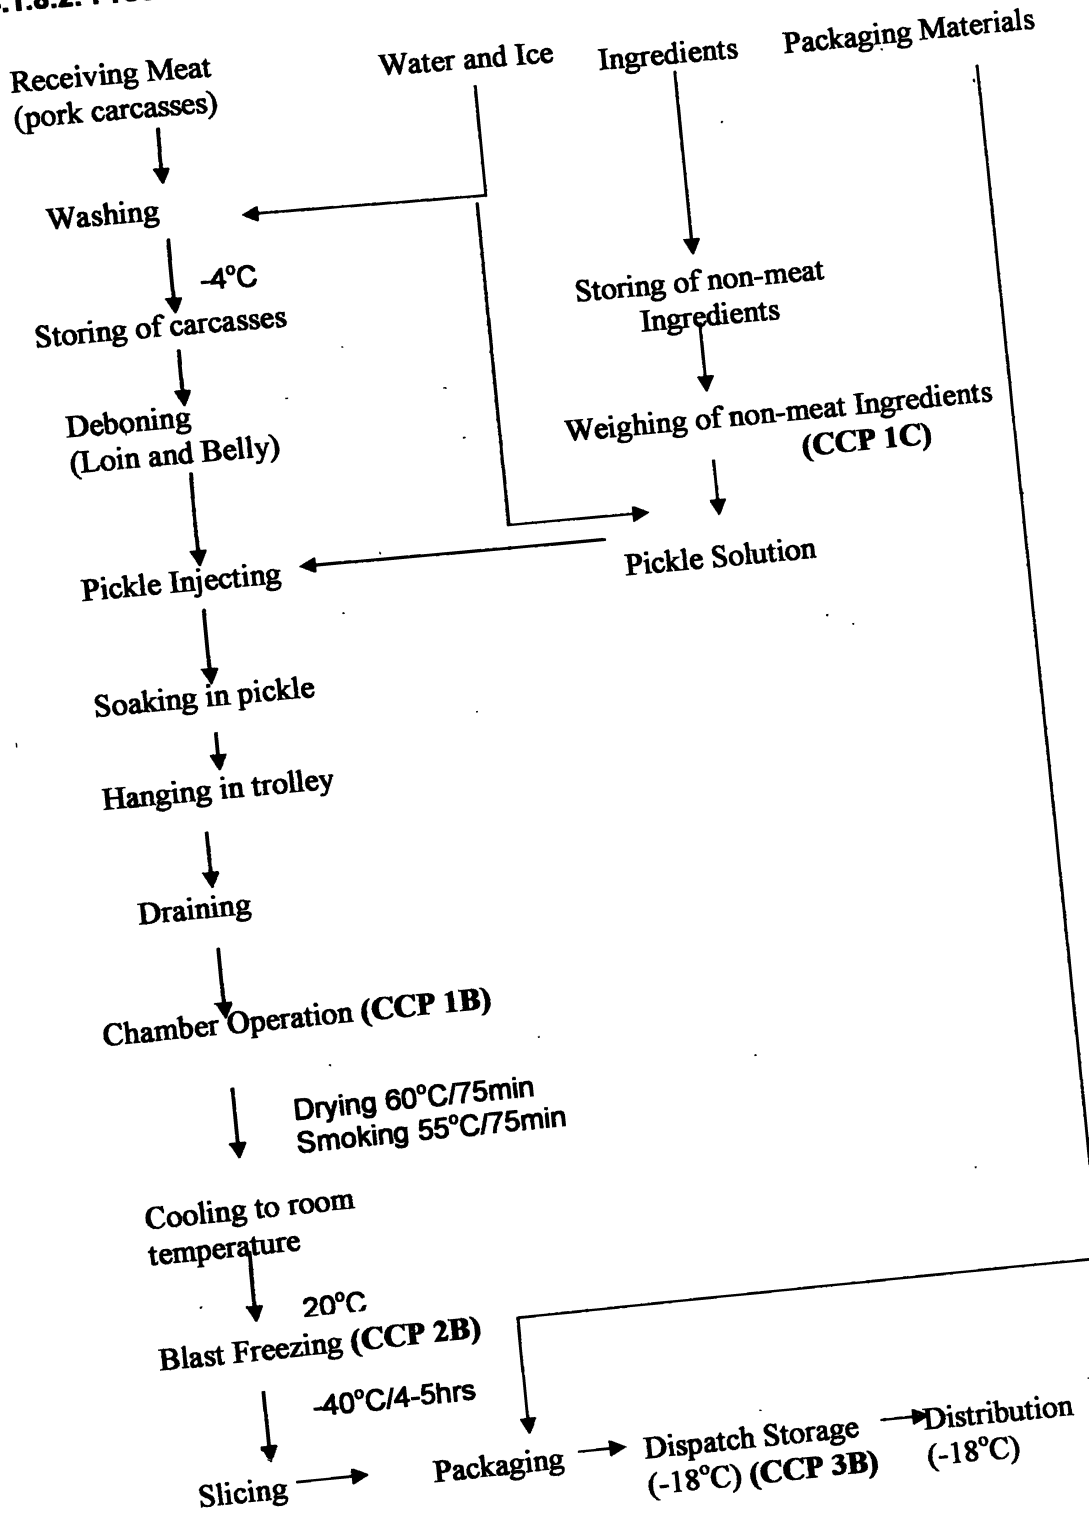 Receiving Meat
(pork carcasses)
Water and Ice
Ingredients
Packaging Materials
Washing
-4°C
Storing of carcasses
Storing of non-meat
Ingredients
Deboning
(Loin and Belly)
Weighing of non-meat Ingredients
(CCP 1C)
Pickle Injecting
Pickle Solution
Soaking in pickle
Hanging in trolley
Draining
Chamber Operation (CCP 1B)
Drying 60°C/75min
Smoking 55°C/75min
Cooling to room
temperature
20°C
Blast Freezing (CCP 2B)
-40°C/4-5hrs
Slicing
Packaging
Dispatch Storage
(-18°C) (CCP 3B)
Distribution
(-18°C)